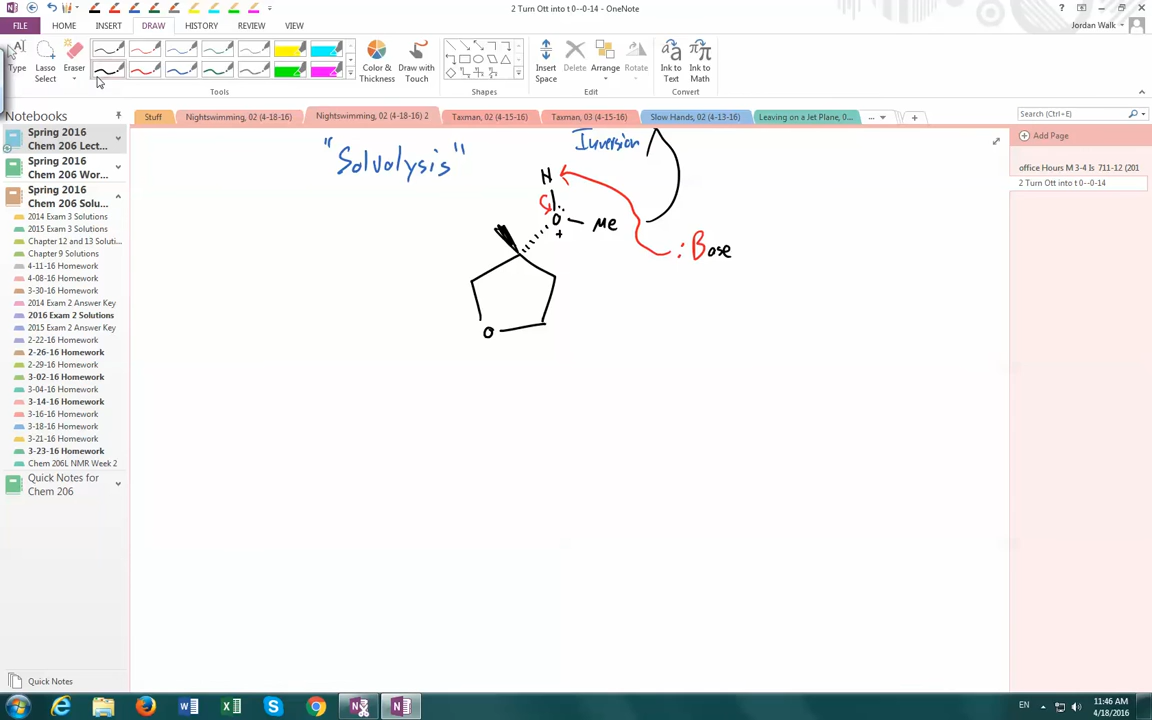 2 Turn Ott into t 0--0-14 - OneNote
FILE HOME INSERT DRAW HISTORY REVIEW VIEW
Jordan Walk
Type
Lasso Select
Eraser
Color & Thickness
Draw with Touch
Insert Space
Delete
Arrange
Rotate
Ink to Text
Ink to Math
Tools
Shapes
Edit
Convert
Notebooks
Stuff
Nightswimming, 02 (4-18-16)
Nightswimming, 02 (4-18-16) 2
Taxman, 02 (4-15-16)
Taxman, 03 (4-15-16)
Slow Hands, 02 (4-13-16)
Leaving on a Jet Plane, 0...
...
Search (Ctrl+E)
Spring 2016
Chem 206 Lect...
Spring 2016
Chem 206 Wor...
Spring 2016
Chem 206 Solu...
2014 Exam 3 Solutions
2015 Exam 3 Solutions
Chapter 12 and 13 Soluti...
Chapter 9 Solutions
4-11-16 Homework
4-08-16 Homework
3-30-16 Homework
2014 Exam 2 Answer Key
2016 Exam 2 Solutions
2015 Exam 2 Answer Key
2-22-16 Homework
2-26-16 Homework
2-29-16 Homework
3-02-16 Homework
3-04-16 Homework
3-14-16 Homework
3-16-16 Homework
3-18-16 Homework
3-21-16 Homework
3-23-16 Homework
Chem 206L NMR Week 2
Quick Notes for
Chem 206
Quick Notes
Inversion
"Solvolysis"
H
O
+
Me
:Base
O
Add Page
office Hours M 3-4 Is 711-12 (201
2 Turn Ott into t 0--0-14
EN
11:46 AM
4/18/2016